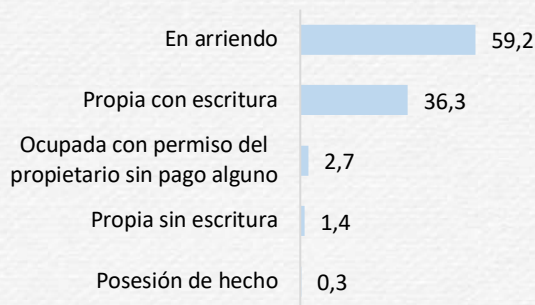 En arriendo 59,2
Propia con escritura 36,3
Ocupada con permiso del
propietario sin pago alguno 2,7
Propia sin escritura 1,4
Posesión de hecho 0,3